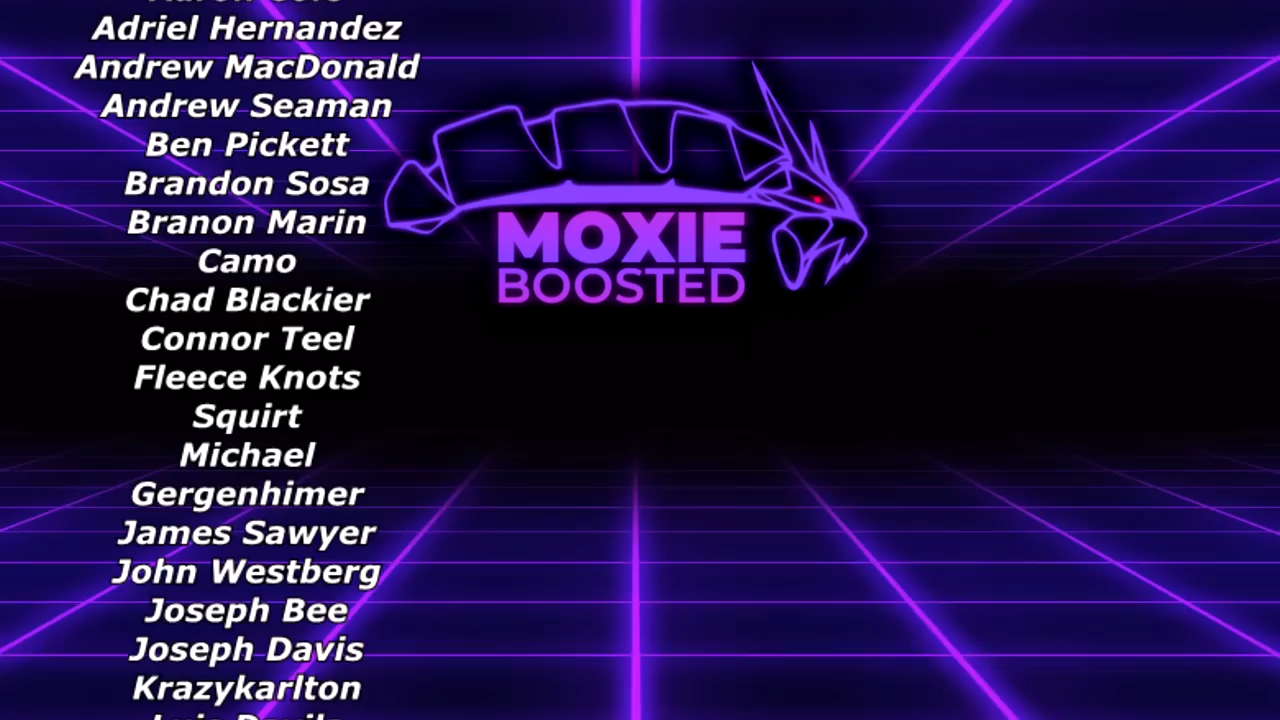 Adriel Hernandez
Andrew MacDonald
Andrew Seaman
Ben Pickett
Brandon Sosa
Branon Marin
Camo
Chad Blackier
Connor Teel
Fleece Knots
Squirt
Michael
Gergenhimer
James Sawyer
John Westberg
Joseph Bee
Joseph Davis
Krazykarlton
MOXIE
BOOSTED